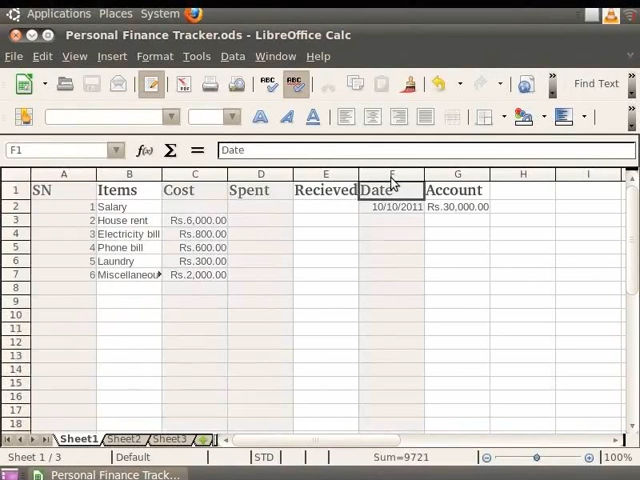 Applications Places System
Personal Finance Tracker.ods - LibreOffice Calc
File Edit View Insert Format Tools Data Window Help
ABC ABC Find Text
A A
F1 f(x) Σ = Date
A B C D E F G H I
1 SN Items Cost Spent Recieved Date Account
2 1 Salary 10/10/2011 Rs.30,000.00
3 2 House rent Rs.6,000.00
4 3 Electricity bill Rs.800.00
5 4 Phone bill Rs.600.00
6 5 Laundry Rs.300.00
7 6 Miscellaneou Rs.2,000.00
8
9
10
11
12
13
14
15
16
17
18
Sheet1 Sheet2 Sheet3
Sheet 1 / 3 Default STD Sum=9721 100%
Personal Finance Track...